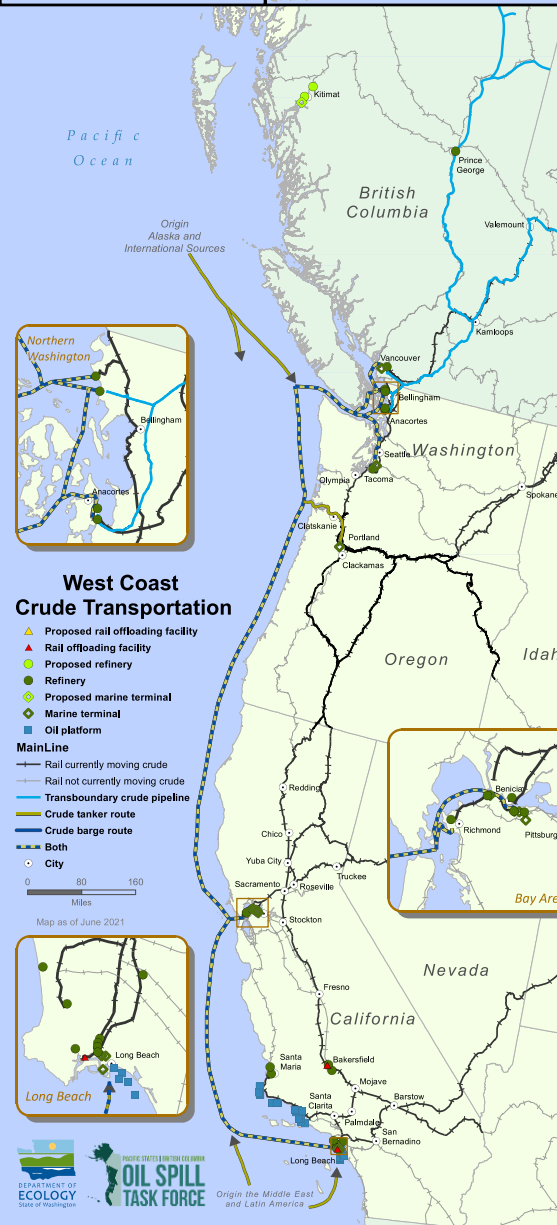 Kitimat
Pacific
Ocean
Prince
George
British
Columbia
Valemount
Origin
Alaska and
International Sources
Kamloops
Northern
Washington
Bellingham
Anacortes
Vancouver
Bellingham
Anacortes
Washington
Seattle
Tacoma
Olympia
Spokane
Clatskanie
Portland
Clackamas
West Coast
Crude Transportation
Proposed rail offloading facility
Rail offloading facility
Proposed refinery
Refinery
Proposed marine terminal
Marine terminal
Oil platform
MainLine
Rail currently moving crude
Rail not currently moving crude
Transboundary crude pipeline
Crude tanker route
Crude barge route
Both
City
0 80 160
Miles
Map as of June 2021
Oregon
Idah
Benicia
Richmond
Pittsburg
Bay Are
Redding
Chico
Yuba City
Truckee
Sacramento
Roseville
Stockton
Nevada
Fresno
California
Long Beach
Long Beach
Santa
Maria
Bakersfield
Mojave
Santa
Clarita
Barstow
Palmdale
San
Bernadino
Long Beach
Origin the Middle East
and Latin America
DEPARTMENT OF
ECOLOGY
State of Washington
PACIFIC STATES BRITISH COLUMBIA
OIL SPILL
TASK FORCE